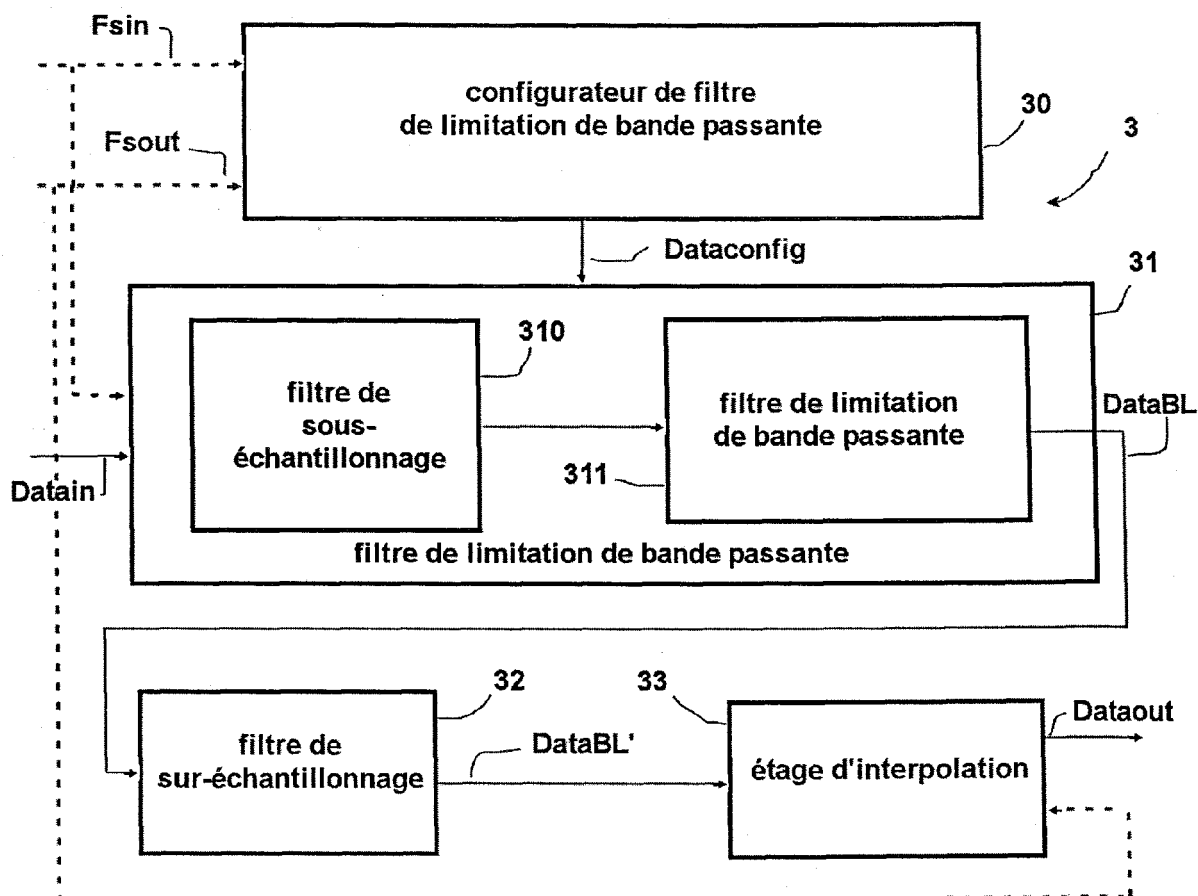 Fsin
configurateur de filtre
de limitation de bande passante
30
3
Fsout
Dataconfig
31
310
filtre de
sous-
échantillonnage
filtre de limitation
de bande passante
DataBL
311
Datain
filtre de limitation de bande passante
32
33
filtre de
sur-échantillonnage
DataBL'
étage d'interpolation
Dataout